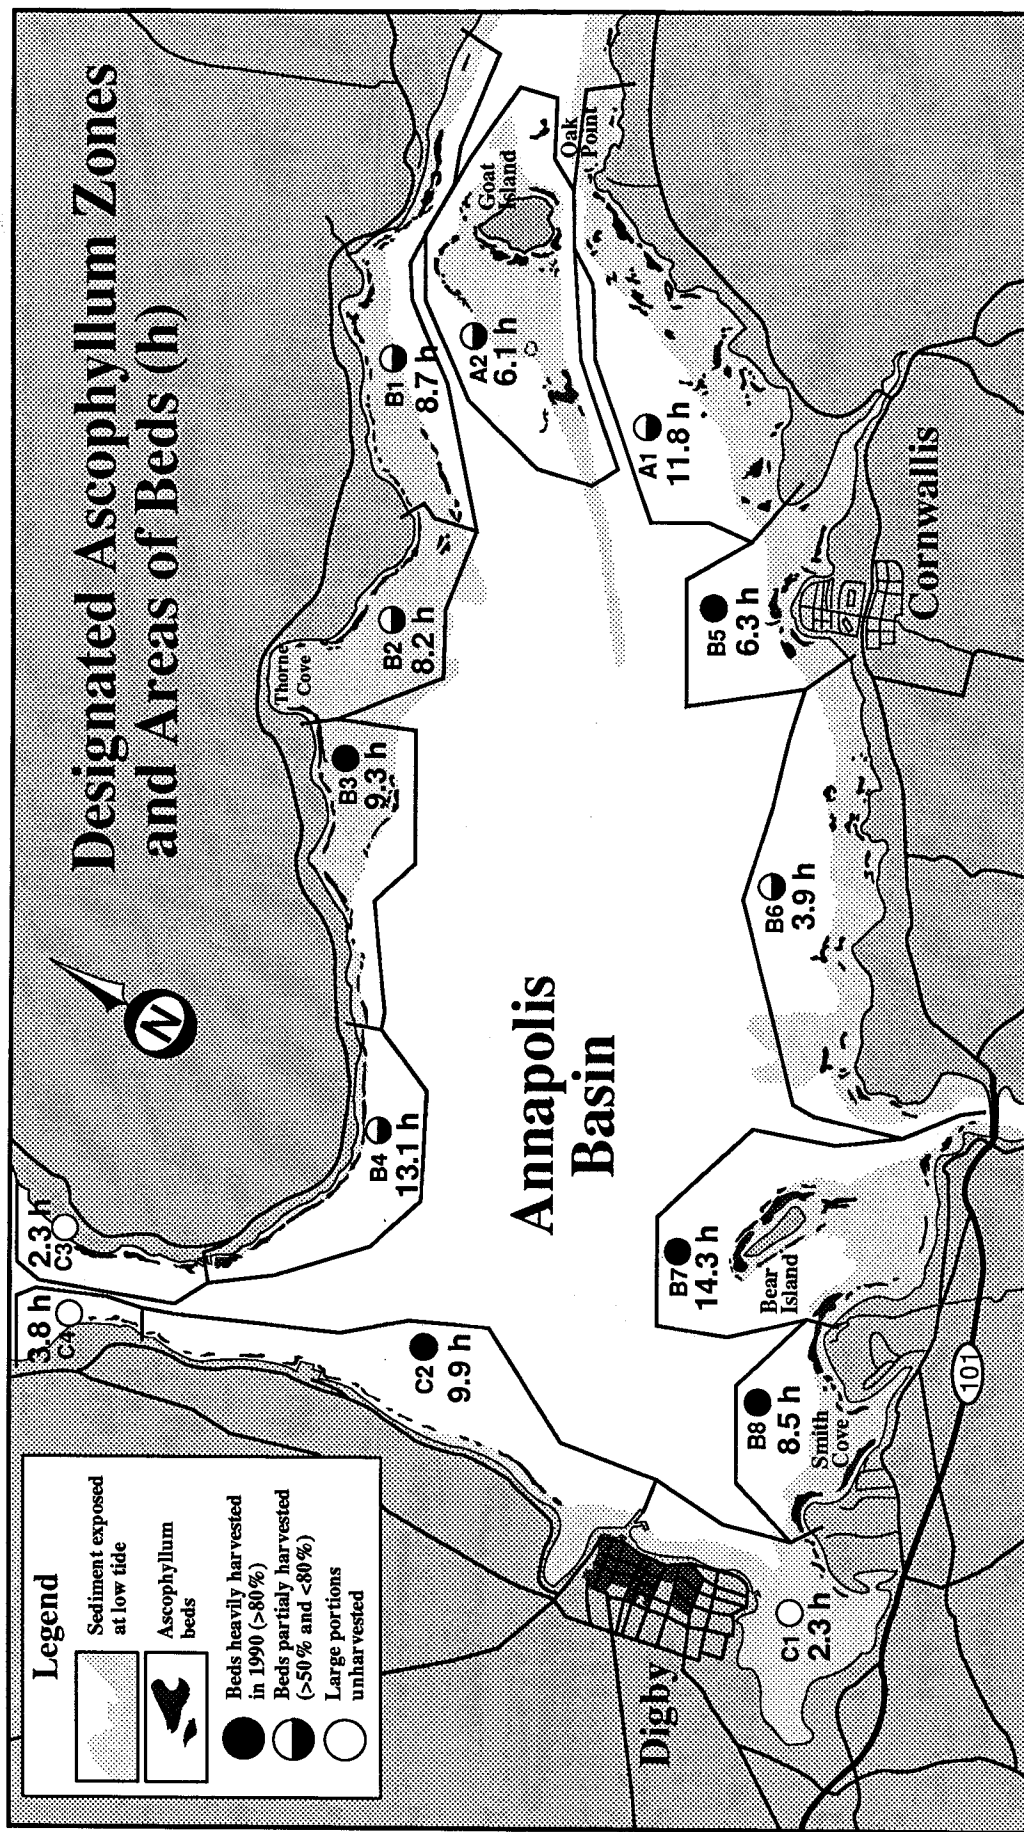 Designated Ascophyllum Zones
and Areas of Beds (h)
Legend
Sediment exposed
at low tide
Ascophyllum
beds
Beds heavily harvested
in 1990 (>80%)
Beds partialy harvested
(>50% and <80%)
Large portions
unharvested
N
3.8 h
C4
2.3 h
C3
B4
13.1 h
B3
9.3 h
Thorne
Cove
B2
8.2 h
B1
8.7 h
A2
6.1 h
Goat
Island
Oak
Point
A1
11.8 h
C2
9.9 h
Annapolis
Basin
B5
6.3 h
Cornwallis
B6
3.9 h
B7
14.3 h
Bear
Island
B8
8.5 h
Smith
Cove
Digby
C1
2.3 h
101